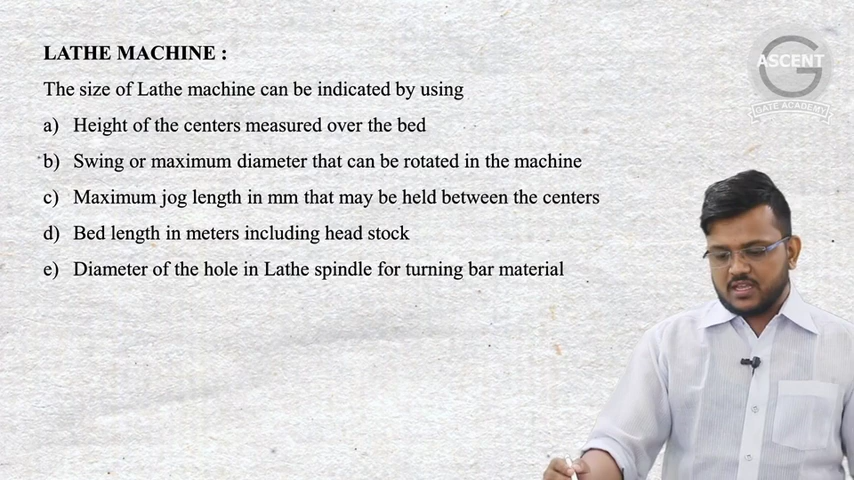 LATHE MACHINE :
The size of Lathe machine can be indicated by using
a) Height of the centers measured over the bed
b) Swing or maximum diameter that can be rotated in the machine
c) Maximum jog length in mm that may be held between the centers
d) Bed length in meters including head stock
e) Diameter of the hole in Lathe spindle for turning bar material
G
ASCENT
GATE ACADEMY